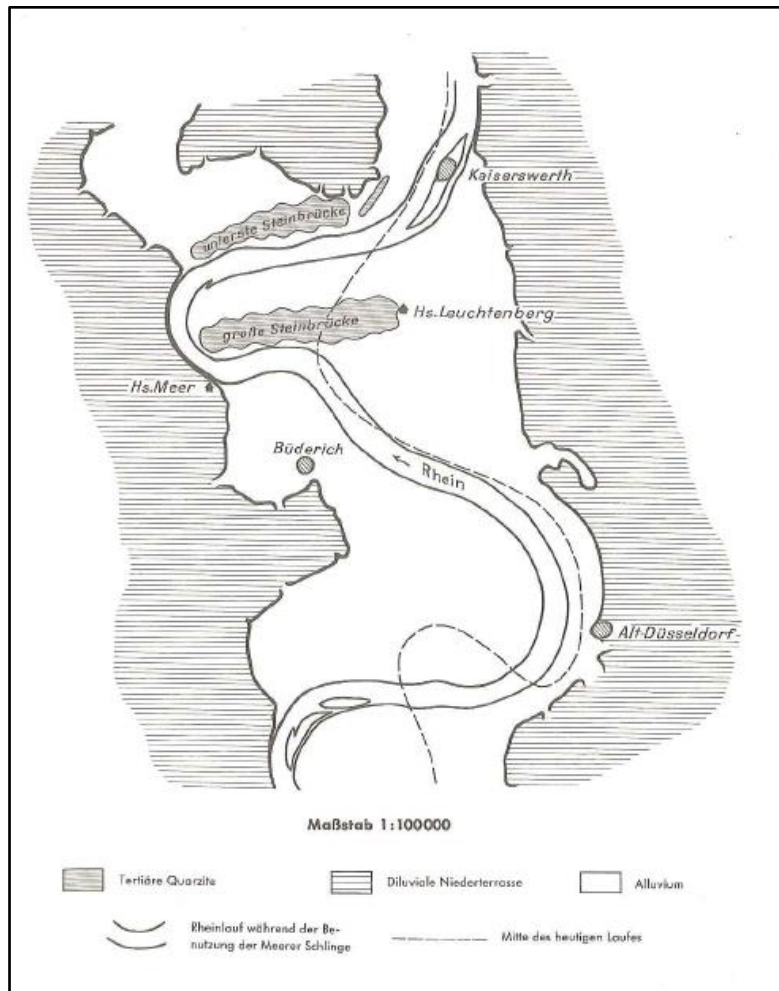 Kaiserswerth
unterste Steinbrücke
Hs. Leuchtenberg
große Steinbrücke
Hs. Meer
Büderich
Rhein
Alt-Düsseldorf
Maßstab 1:100000
Tertiäre Quarzite
Diluviale Niederterrasse
Alluvium
Rheinlauf während der Be-
nutzung der Meerer Schlinge
Mitte des heutigen Laufes